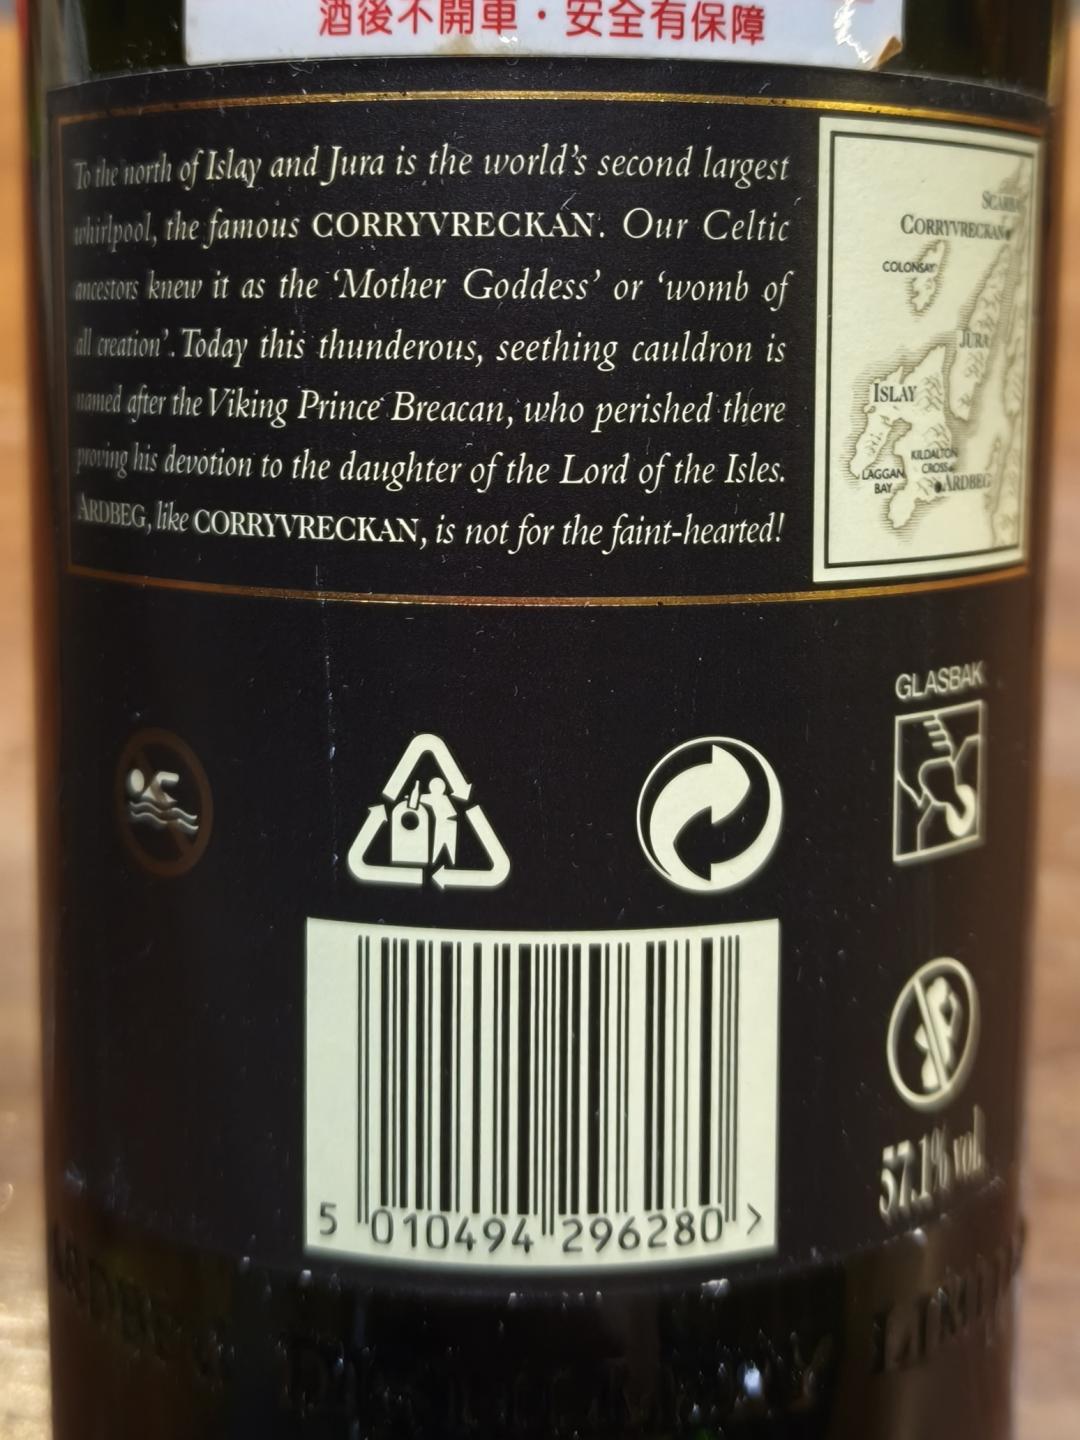 酒後不開車・安全有保障
To the north of Islay and Jura is the world's second largest
whirlpool, the famous CORRYVRECKAN. Our Celtic
ancestors knew it as the 'Mother Goddess' or 'womb of
all creation'. Today this thunderous, seething cauldron is
named after the Viking Prince Breacan, who perished there
proving his devotion to the daughter of the Lord of the Isles.
ARDBEG, like CORRYVRECKAN, is not for the faint-hearted!
SCARBA
CORRYVRECKAN
COLONSAY
JURA
ISLAY
KILDALTON
CROSS
LAGGAN
BAY
ARDBEG
GLASBAK
5 010494 296280 >
57.1% vol.
ARDBEG DISTILLERY LIMITED